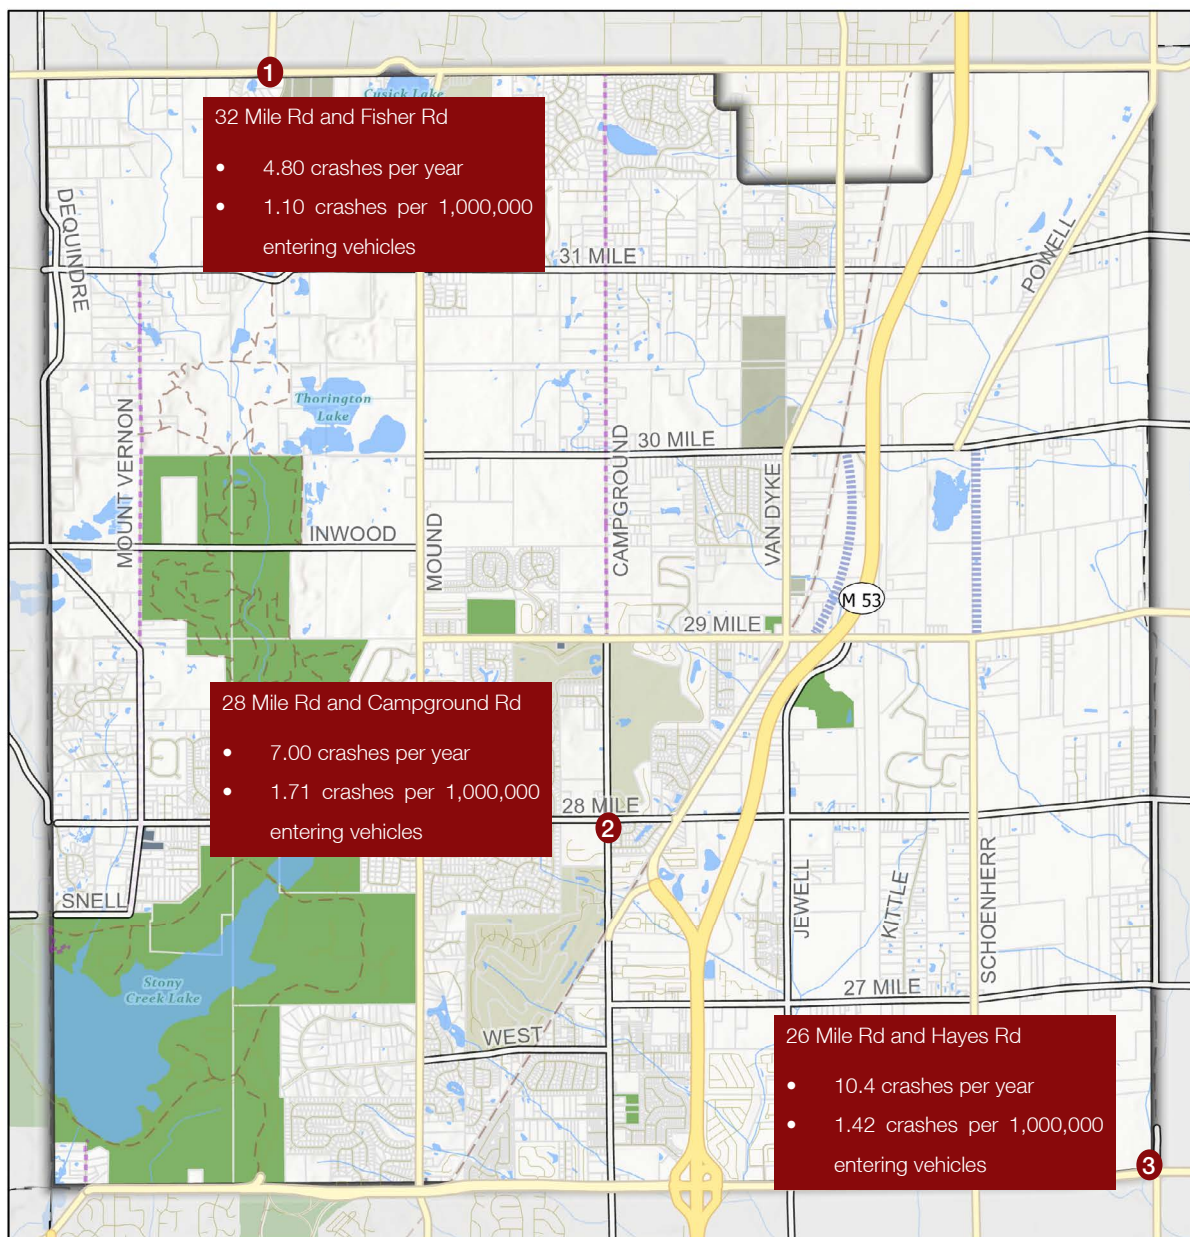 1
Cusick Lake
32 Mile Rd and Fisher Rd
• 4.80 crashes per year
• 1.10 crashes per 1,000,000
entering vehicles
DEQUINDRE
31 MILE
POWELL
Thorington
Lake
MOUNT VERNON
30 MILE
CAMPGROUND
VAN DYKE
INWOOD
MOUND
M 53
29 MILE
28 Mile Rd and Campground Rd
• 7.00 crashes per year
• 1.71 crashes per 1,000,000
entering vehicles
28 MILE
2
SNELL
JEWELL
KITTLE
SCHOENHERR
Stony
Creek Lake
27 MILE
WEST
26 Mile Rd and Hayes Rd
• 10.4 crashes per year
• 1.42 crashes per 1,000,000
entering vehicles
3